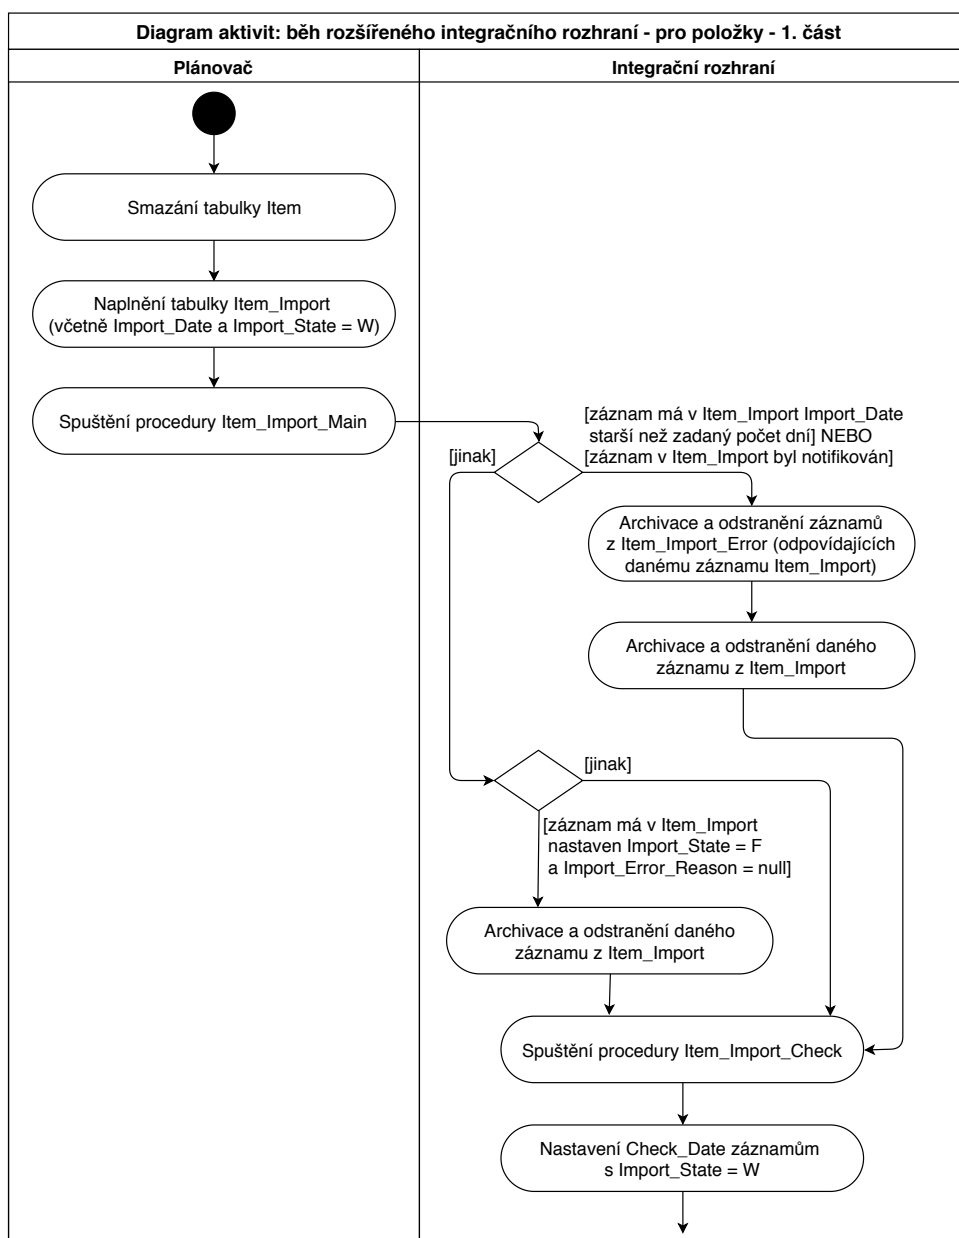 Diagram aktivit: běh rozšířeného integračního rozhraní - pro položky - 1. část
Plánovač
Integrační rozhraní
Smazání tabulky Item
Naplnění tabulky Item_Import
(včetně Import_Date a Import_State = W)
Spuštění procedury Item_Import_Main
[záznam má v Item_Import Import_Date
starší než zadaný počet dní] NEBO
[záznam v Item_Import byl notifikován]
[jinak]
Archivace a odstranění záznamů
z Item_Import_Error (odpovídajících
danému záznamu Item_Import)
Archivace a odstranění daného
záznamu z Item_Import
[jinak]
[záznam má v Item_Import
nastaven Import_State = F
a Import_Error_Reason = null]
Archivace a odstranění daného
záznamu z Item_Import
Spuštění procedury Item_Import_Check
Nastavení Check_Date záznamům
s Import_State = W